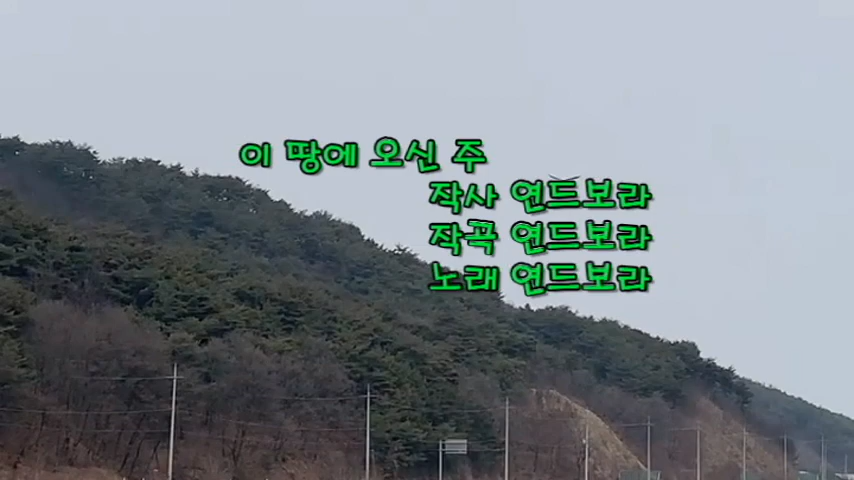 이 땅에 오신 주
작사 연드보라
작곡 연드보라
노래 연드보라